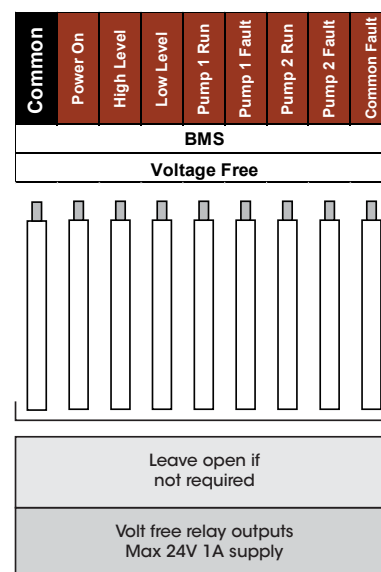 Common
Power On
High Level
Low Level
Pump 1 Run
Pump 1 Fault
Pump 2 Run
Pump 2 Fault
Common Fault
BMS
Voltage Free
Leave open if
not required
Volt free relay outputs
Max 24V 1A supply